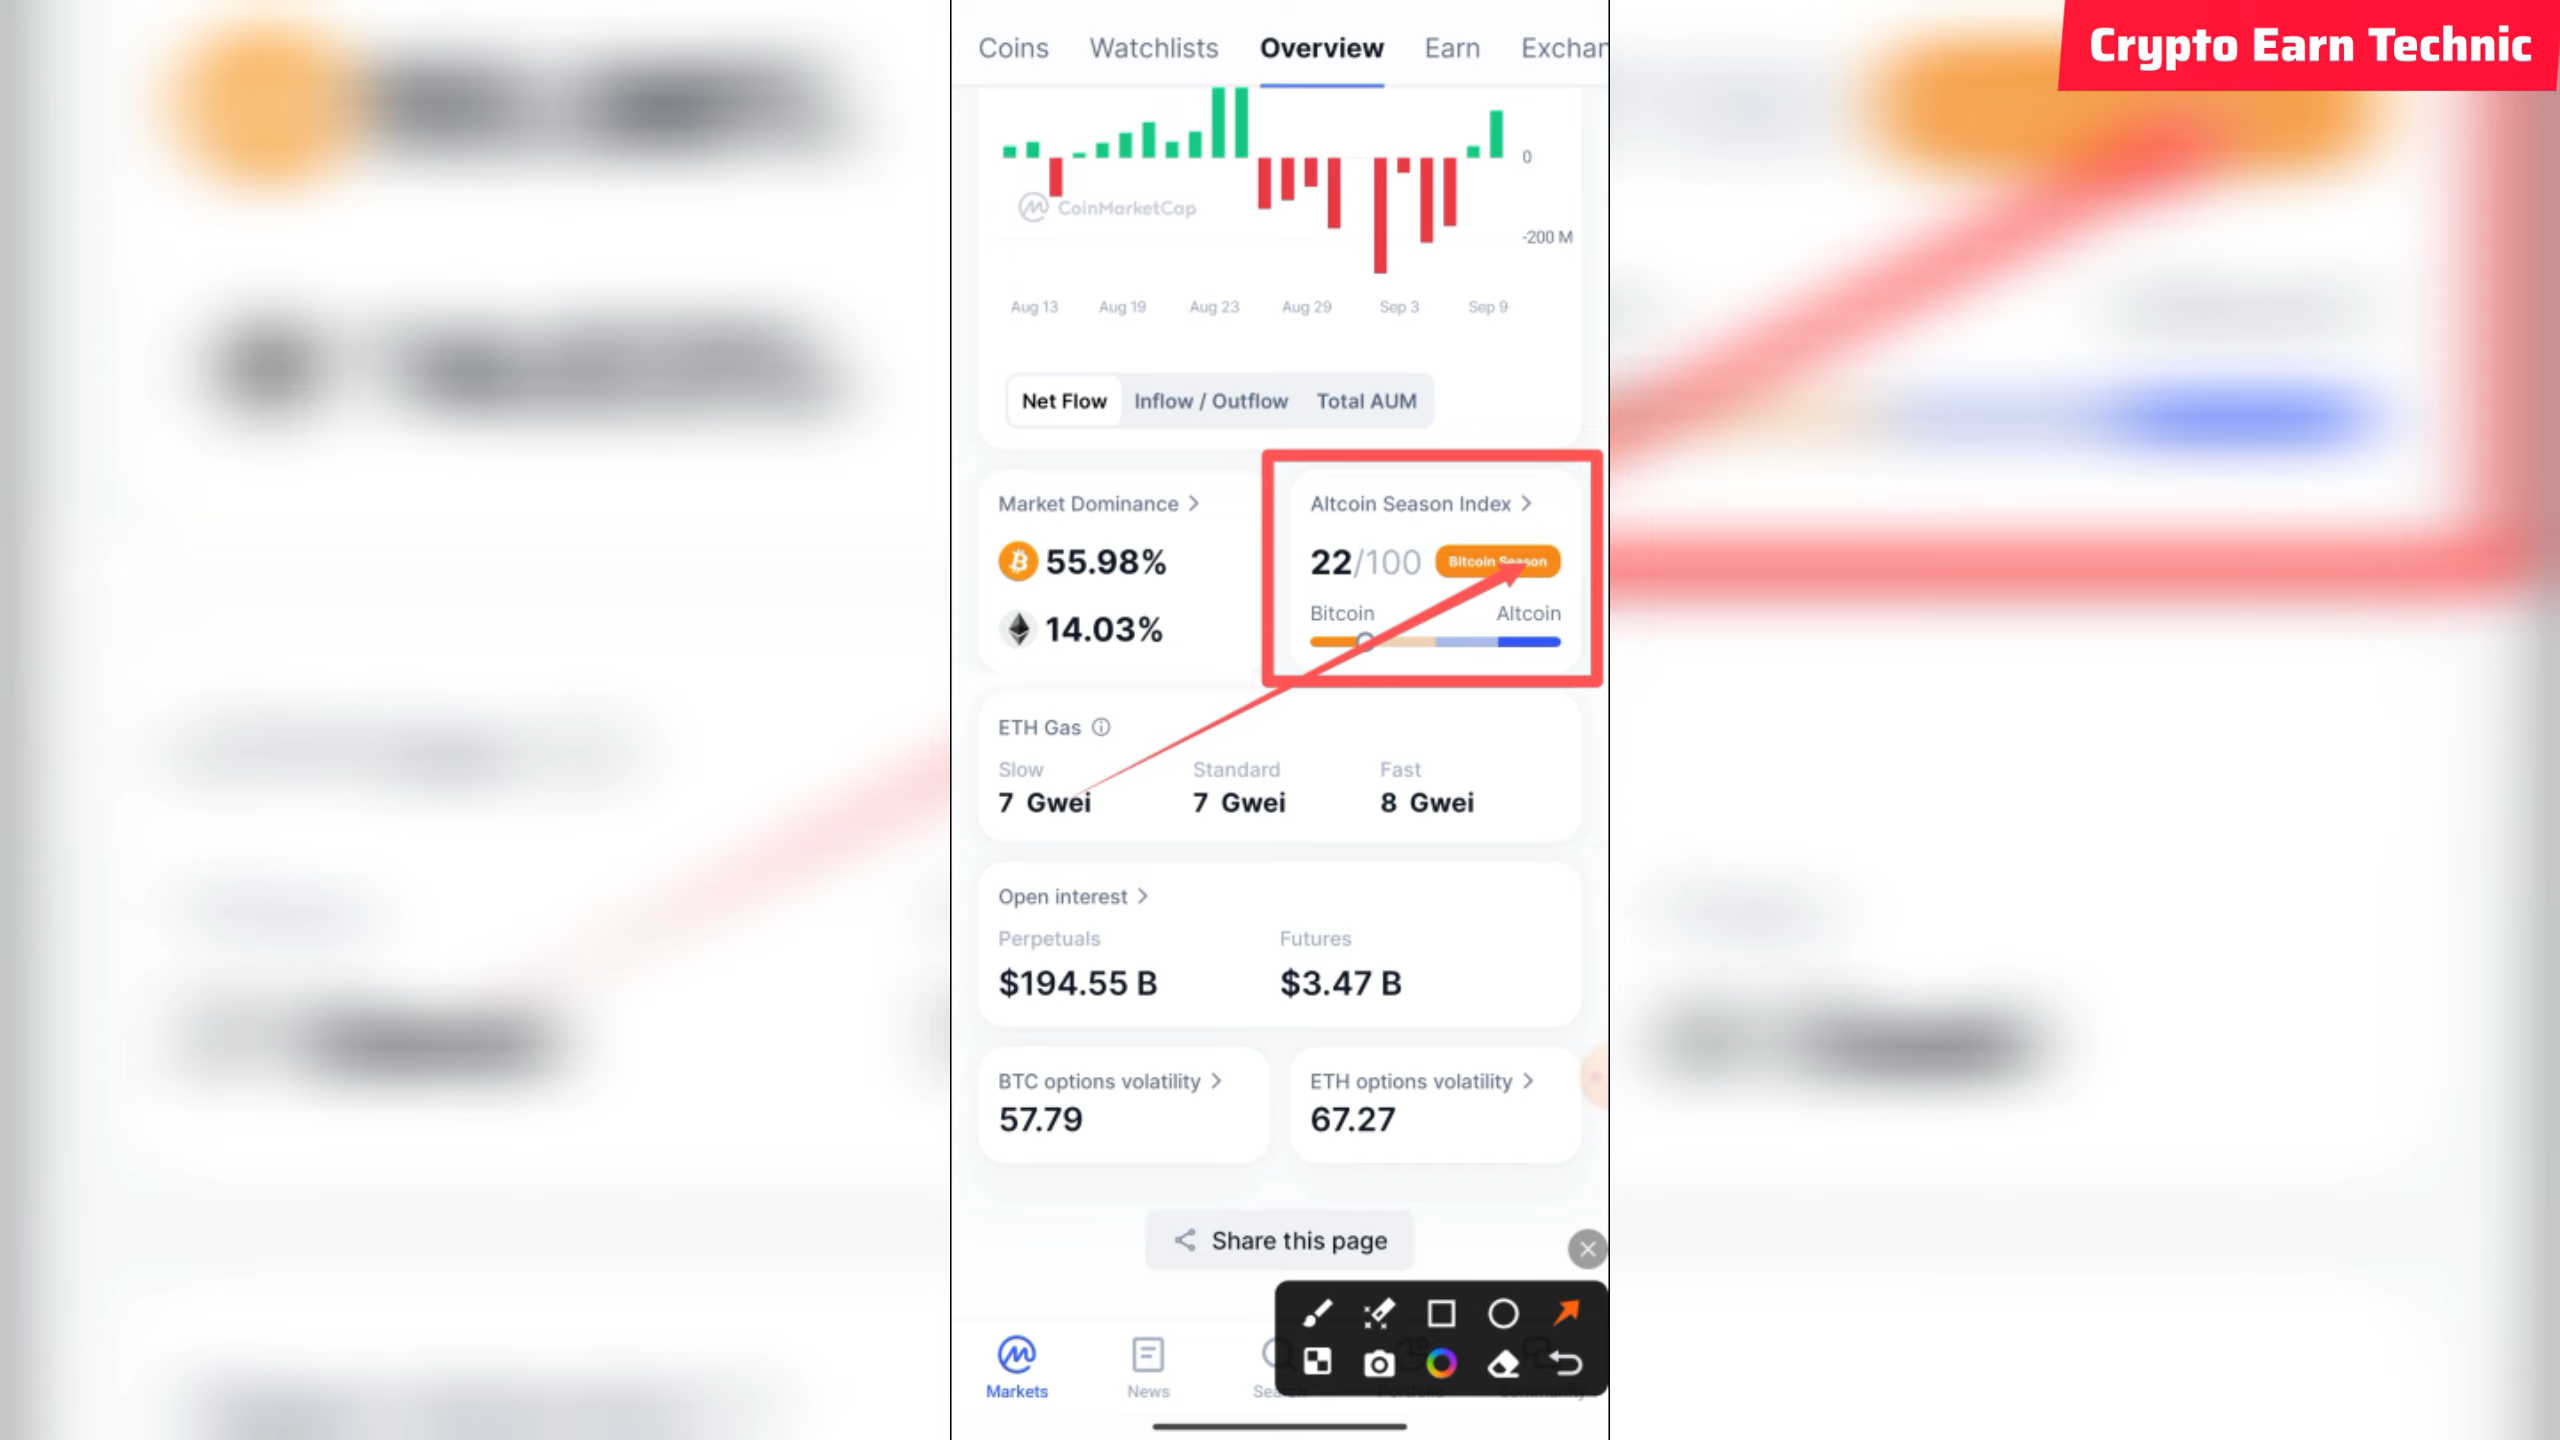 Crypto Earn Technic
Coins Watchlists Overview Earn Exchan
0
CoinMarketCap
-200 M
Aug 13 Aug 19 Aug 23 Aug 29 Sep 3 Sep 9
Net Flow Inflow / Outflow Total AUM
Market Dominance
55.98%
14.03%
Altcoin Season Index
22/100 Bitcoin Season
Bitcoin Altcoin
ETH Gas
Slow Standard Fast
7 Gwei 7 Gwei 8 Gwei
Open interest
Perpetuals Futures
$194.55 B $3.47 B
BTC options volatility
57.79
ETH options volatility
67.27
Share this page
Markets News